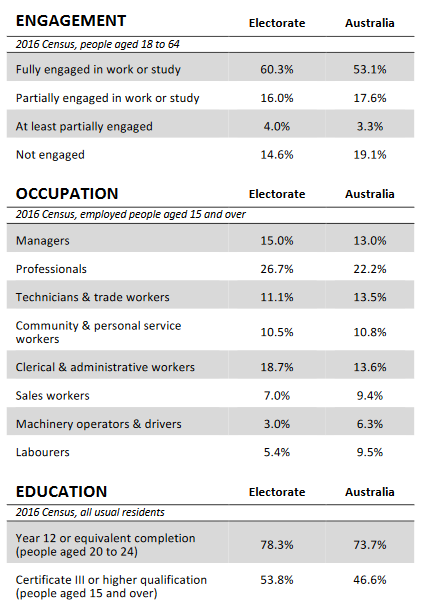 ENGAGEMENT Electorate Australia
2016 Census, people aged 18 to 64
Fully engaged in work or study 60.3% 53.1%
Partially engaged in work or study 16.0% 17.6%
At least partially engaged 4.0% 3.3%
Not engaged 14.6% 19.1%
OCCUPATION Electorate Australia
2016 Census, employed people aged 15 and over
Managers 15.0% 13.0%
Professionals 26.7% 22.2%
Technicians & trade workers 11.1% 13.5%
Community & personal service
workers 10.5% 10.8%
Clerical & administrative workers 18.7% 13.6%
Sales workers 7.0% 9.4%
Machinery operators & drivers 3.0% 6.3%
Labourers 5.4% 9.5%
EDUCATION Electorate Australia
2016 Census, all usual residents
Year 12 or equivalent completion
(people aged 20 to 24) 78.3% 73.7%
Certificate III or higher qualification
(people aged 15 and over) 53.8% 46.6%